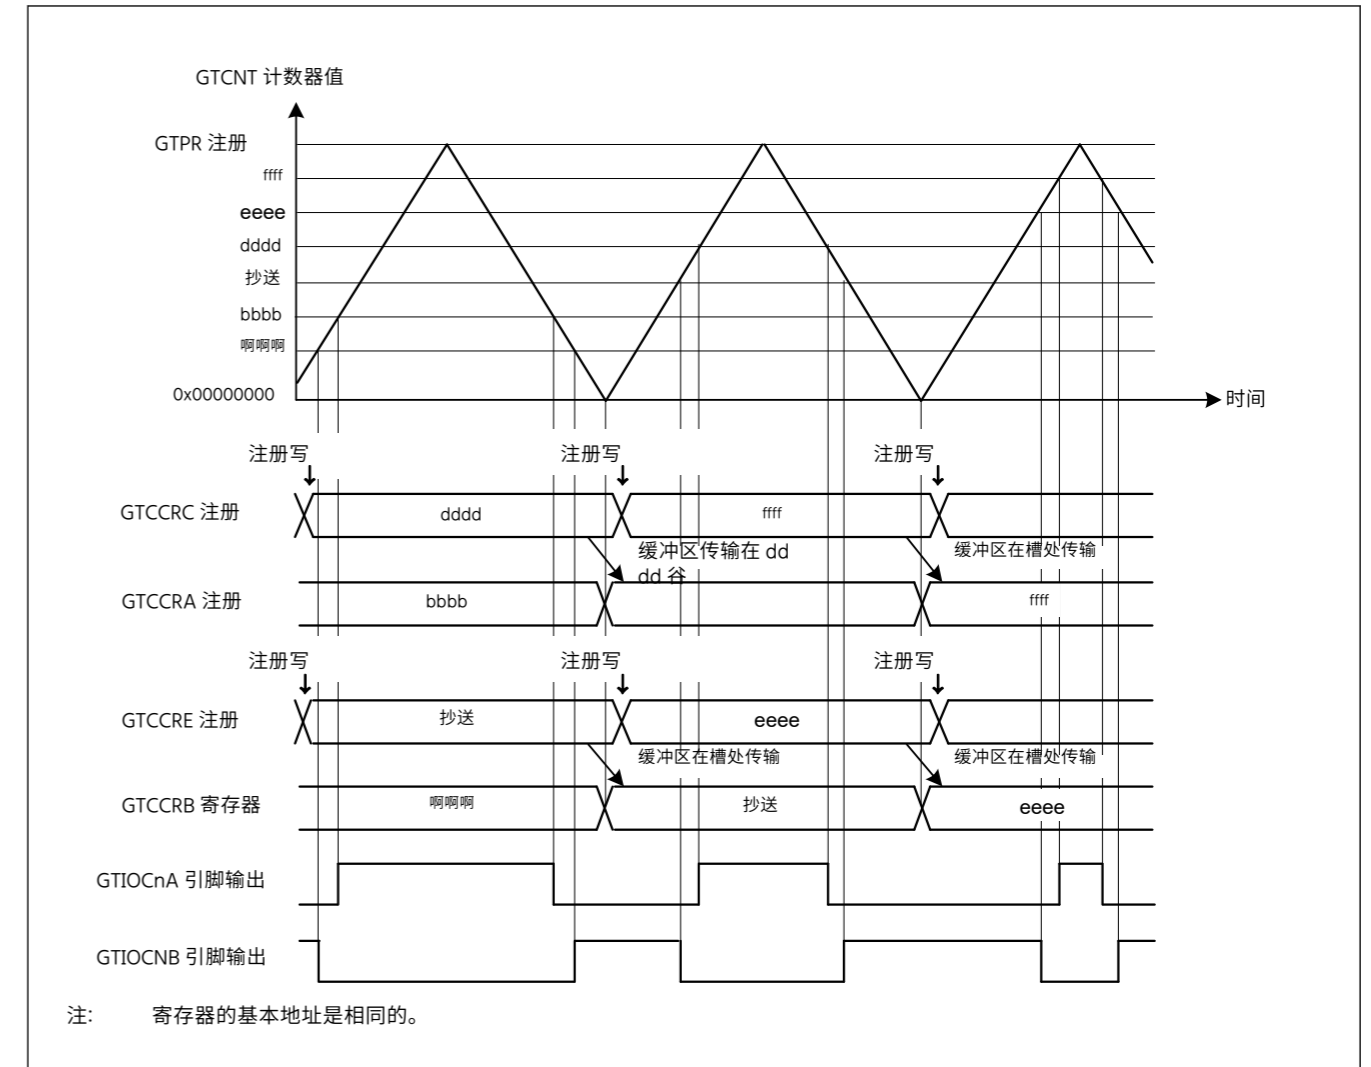 GTCNT 计数器值
GTPR 注册
ffff
eeee
dddd
抄送
bbbb
啊啊啊
0x00000000
时间
注册写 注册写 注册写
GTCCRC 注册 dddd ffff
缓冲区传输在 dd
dd 谷
缓冲区在槽处传输
GTCCRA 注册 bbbb ffff
注册写 注册写 注册写
GTCCRE 注册 抄送 eeee
缓冲区在槽处传输 缓冲区在槽处传输
GTCCRB 寄存器 啊啊啊 抄送 eeee
GTIOCnA 引脚输出
GTIOCNB 引脚输出
注: 寄存器的基本地址是相同的。